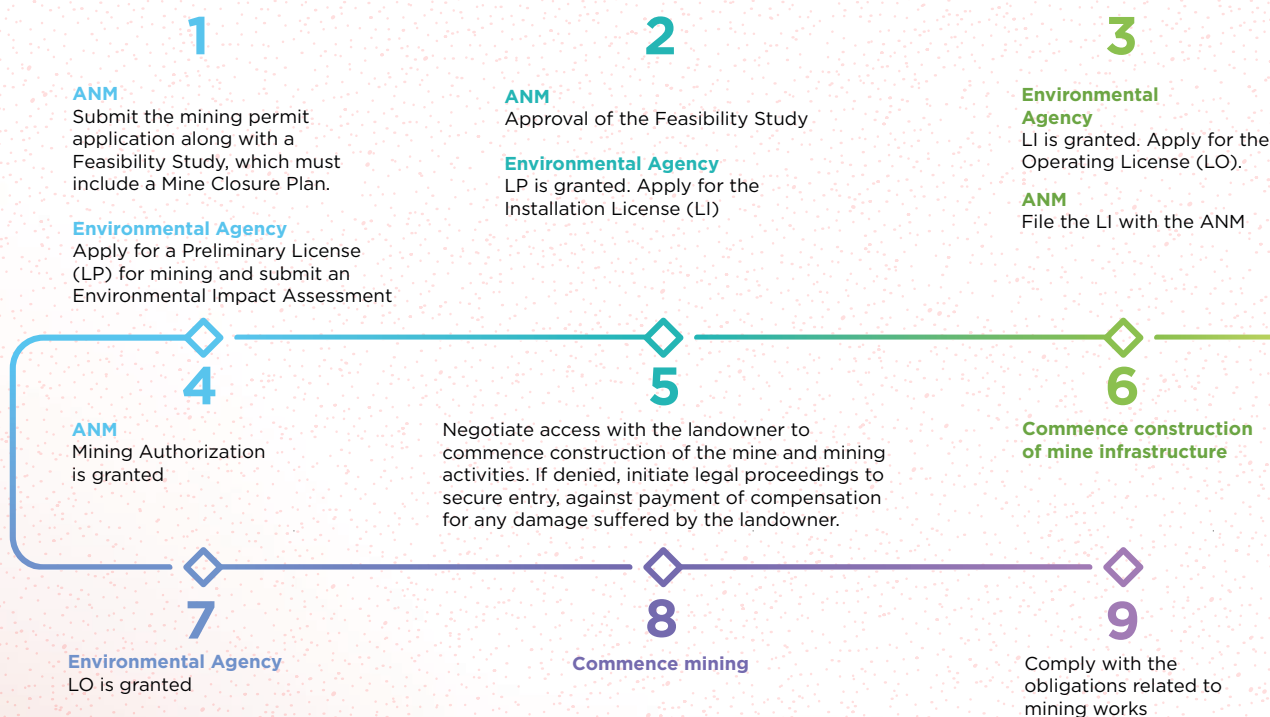 1
ANM
Submit the mining permit
application along with a
Feasibility Study, which must
include a Mine Closure Plan.
Environmental Agency
Apply for a Preliminary License
(LP) for mining and submit an
Environmental Impact Assessment
2
ANM
Approval of the Feasibility Study
Environmental Agency
LP is granted. Apply for the
Installation License (LI)
3
Environmental
Agency
LI is granted. Apply for the
Operating License (LO).
ANM
File the LI with the ANM
4
ANM
Mining Authorization
is granted
5
Negotiate access with the landowner to
commence construction of the mine and mining
activities. If denied, initiate legal proceedings to
secure entry, against payment of compensation
for any damage suffered by the landowner.
6
Commence construction
of mine infrastructure
7
Environmental Agency
LO is granted
8
Commence mining
9
Comply with the
obligations related to
mining works